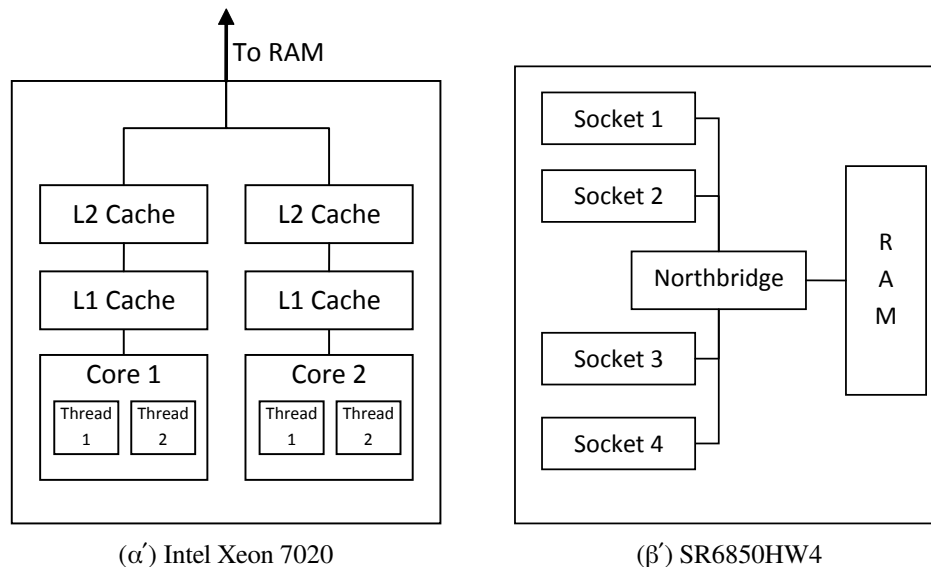 To RAM
L2 Cache
L2 Cache
L1 Cache
L1 Cache
Core 1
Core 2
Thread
1
Thread
2
Thread
1
Thread
2
(α′) Intel Xeon 7020
Socket 1
Socket 2
Northbridge
Socket 3
Socket 4
R
A
M
(β′) SR6850HW4